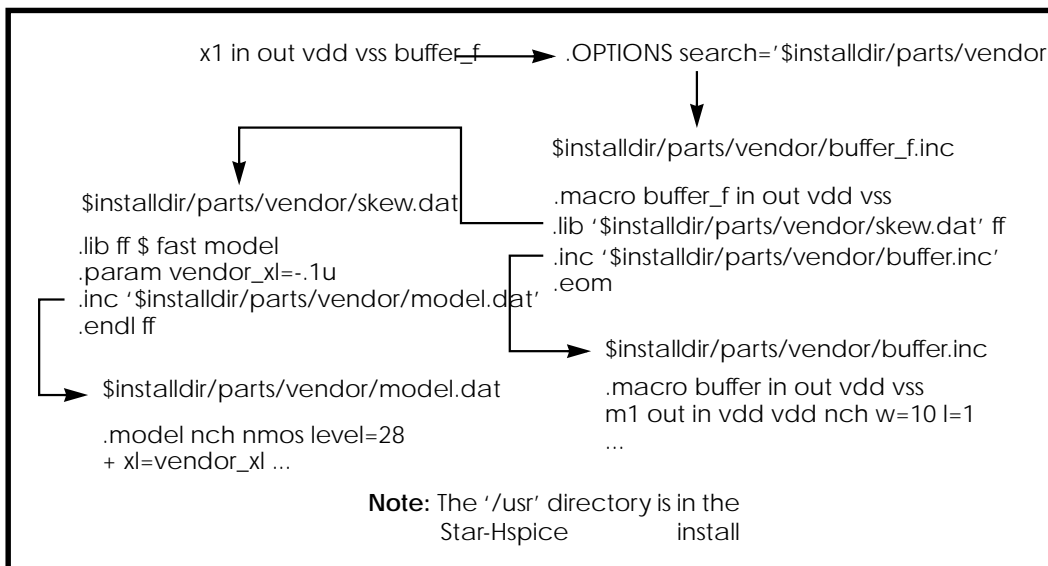 x1 in out vdd vss buffer_f
.OPTIONS search='$installdir/parts/vendor
$installdir/parts/vendor/buffer_f.inc
.macro buffer_f in out vdd vss
.lib ‘$installdir/parts/vendor/skew.dat’ ff
.inc ‘$installdir/parts/vendor/buffer.inc’
.eom
$installdir/parts/vendor/skew.dat
.lib ff $ fast model
.param vendor_xl=-.1u
.inc ‘$installdir/parts/vendor/model.dat’
.endl ff
$installdir/parts/vendor/buffer.inc
.macro buffer in out vdd vss
m1 out in vdd vdd nch w=10 l=1
...
$installdir/parts/vendor/model.dat
.model nch nmos level=28
+ xl=vendor_xl ...
Note: The ‘/usr’ directory is in the
Star-Hspice install